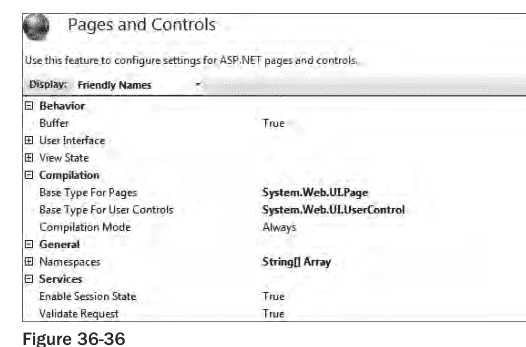 Pages and Controls
Use this feature to configure settings for ASP.NET pages and controls.
Display: Friendly Names
Behavior
Buffer True
User Interface
View State
Compilation
Base Type For Pages System.Web.UI.Page
Base Type For User Controls System.Web.UI.UserControl
Compilation Mode Always
General
Namespaces String[] Array
Services
Enable Session State True
Validate Request True
Figure 36-36